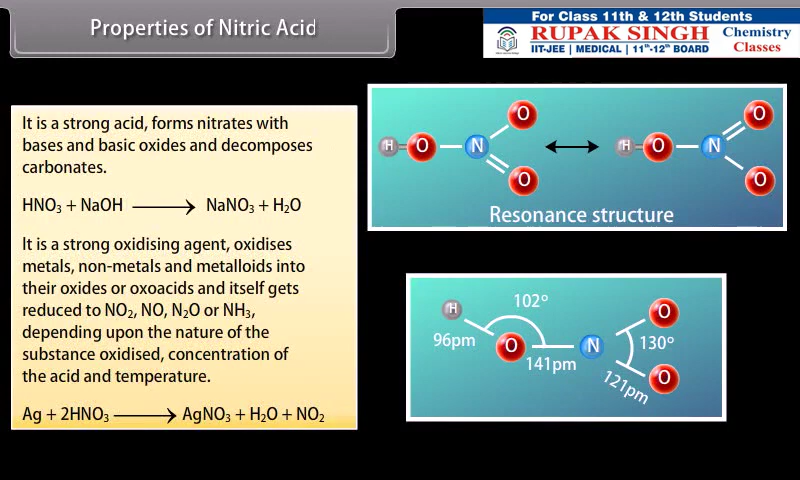 Properties of Nitric Acid
For Class 11th & 12th Students
RUPAK SINGH
IIT-JEE | MEDICAL | 11ᵗʰ-12ᵗʰ BOARD
Chemistry
Classes
It is a strong acid, forms nitrates with
bases and basic oxides and decomposes
carbonates.
HNO₃ + NaOH ⟶ NaNO₃ + H₂O
It is a strong oxidising agent, oxidises
metals, non-metals and metalloids into
their oxides or oxoacids and itself gets
reduced to NO₂, NO, N₂O or NH₃,
depending upon the nature of the
substance oxidised, concentration of
the acid and temperature.
Ag + 2HNO₃ ⟶ AgNO₃ + H₂O + NO₂
H O N O O
H O N O O
Resonance structure
H 102° O
96pm O N 130°
141pm 121pm O